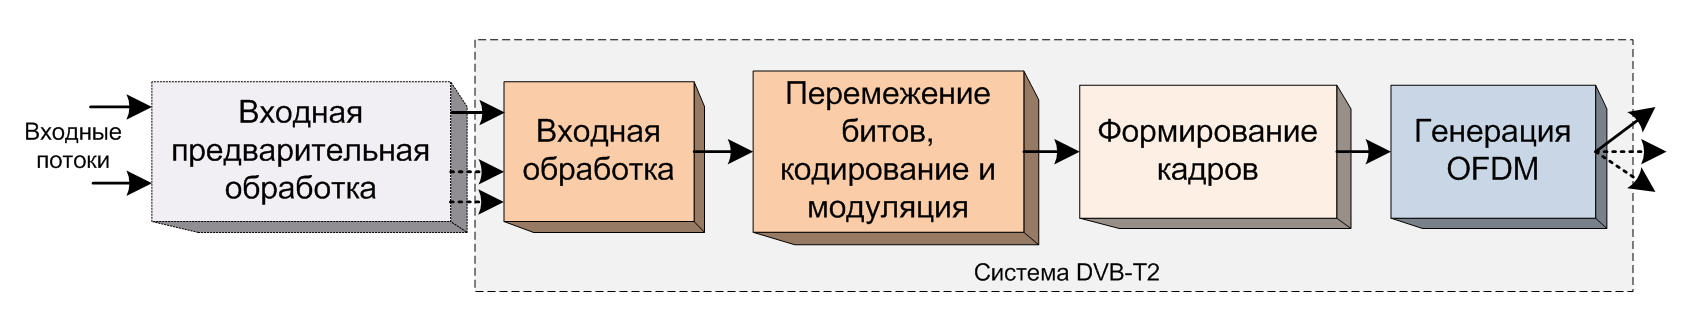 Входные
потоки
Входная
предварительная
обработка
Входная
обработка
Перемежение
битов,
кодирование и
модуляция
Формирование
кадров
Генерация
OFDM
Система DVB-T2